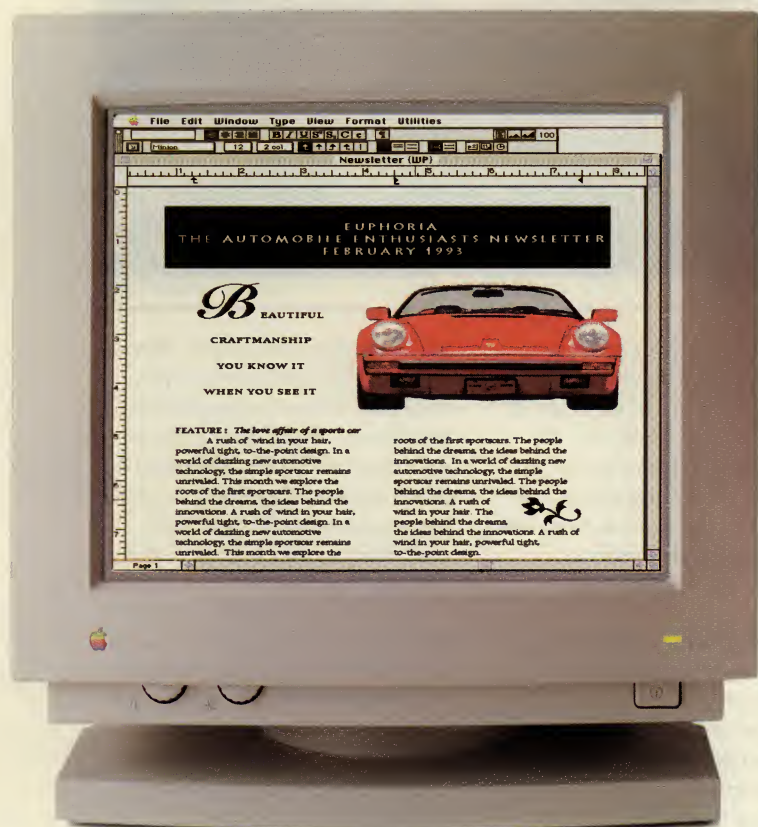 File Edit Window Type View Format Utilities
B I U S S C c ¶ 100
Minion 12 2 col
Newsletter (WP)
1 2 3 4 5 6 7 8
EUPHORIA
THE AUTOMOBILE ENTHUSIASTS NEWSLETTER
FEBRUARY 1993
BEAUTIFUL
CRAFTMANSHIP
YOU KNOW IT
WHEN YOU SEE IT
FEATURE : The love affair of a sports car
A rush of wind in your hair,
powerful tight, to-the-point design. In a
world of dazzling new automotive
technology, the simple sportscar remains
unrivaled. This month we explore the
roots of the first sportscars. The people
behind the dreams, the ideas behind the
innovations. A rush of wind in your hair,
powerful tight, to-the-point design. In a
world of dazzling new automotive
technology, the simple sportscar remains
unrivaled. This month we explore the
roots of the first sportscars. The people
behind the dreams, the ideas behind the
innovations. In a world of dazzling new
automotive technology, the simple
sportscar remains unrivaled. The people
behind the dreams, the ideas behind the
innovations. A rush of
wind in your hair. The
people behind the dreams,
the ideas behind the innovations. A rush of
wind in your hair, powerful tight,
to-the-point design.
Page 1